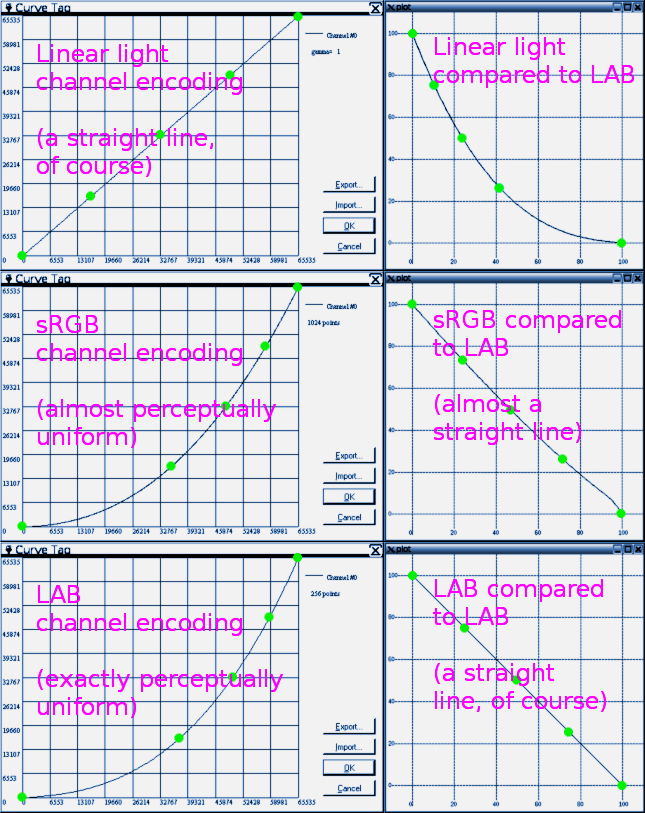 Curve Tag
65535
58981
52428
45874
39321
32767
26214
19660
13107
6553
0
0 6553 13107 19660 26214 32767 39321 45874 52428 58981 65535
Linear light
channel encoding
(a straight line,
of course)
Channel #0
gamma= 1
Export...
Import...
OK
Cancel
plot
100
80
60
40
20
0
0 20 40 60 80 100
Linear light
compared to LAB
Curve Tag
65535
58981
52428
45874
39321
32767
26214
19660
13107
6553
0
0 6553 13107 19660 26214 32767 39321 45874 52428 58981 65535
sRGB
channel encoding
(almost perceptually
uniform)
Channel #0
1024 points
Export...
Import...
OK
Cancel
plot
100
80
60
40
20
0
0 20 40 60 80 100
sRGB compared
to LAB
(almost a
straight line)
Curve Tag
65535
58981
52428
45874
39321
32767
26214
19660
13107
6553
0
0 6553 13107 19660 26214 32767 39321 45874 52428 58981 65535
LAB
channel encoding
(exactly perceptually
uniform)
Channel #0
256 points
Export...
Import...
OK
Cancel
plot
100
80
60
40
20
0
0 20 40 60 80 100
LAB compared
to LAB
(a straight
line, of course)